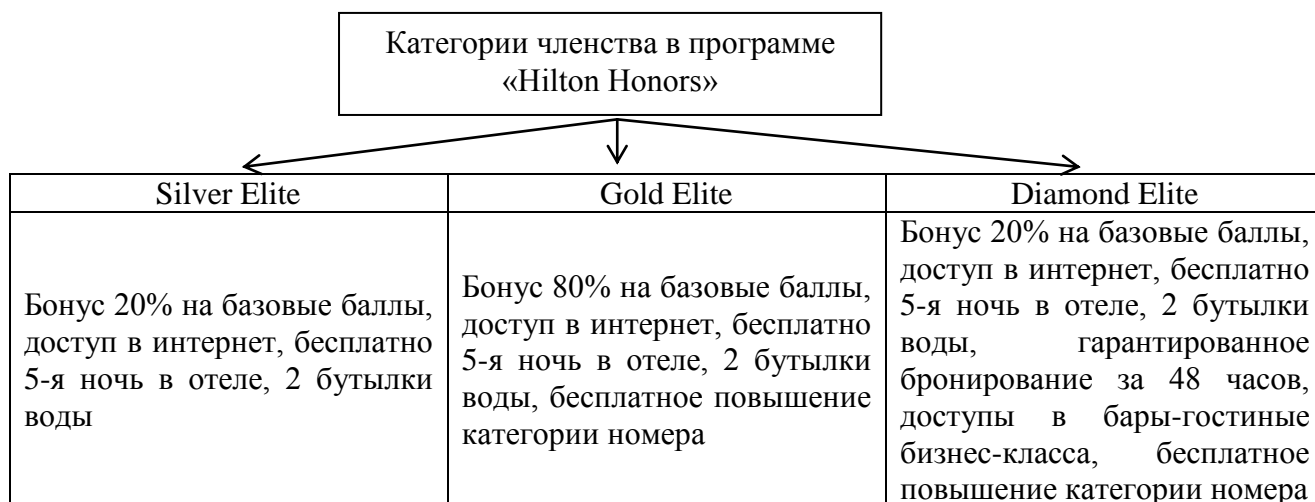 Категории членства в программе
«Hilton Honors»
Silver Elite
Gold Elite
Diamond Elite
Бонус 20% на базовые баллы,
доступ в интернет, бесплатно
5-я ночь в отеле, 2 бутылки
воды
Бонус 80% на базовые баллы,
доступ в интернет, бесплатно
5-я ночь в отеле, 2 бутылки
воды, бесплатное повышение
категории номера
Бонус 20% на базовые баллы,
доступ в интернет, бесплатно
5-я ночь в отеле, 2 бутылки
воды, гарантированное
бронирование за 48 часов,
доступы в бары-гостиные
бизнес-класса, бесплатное
повышение категории номера